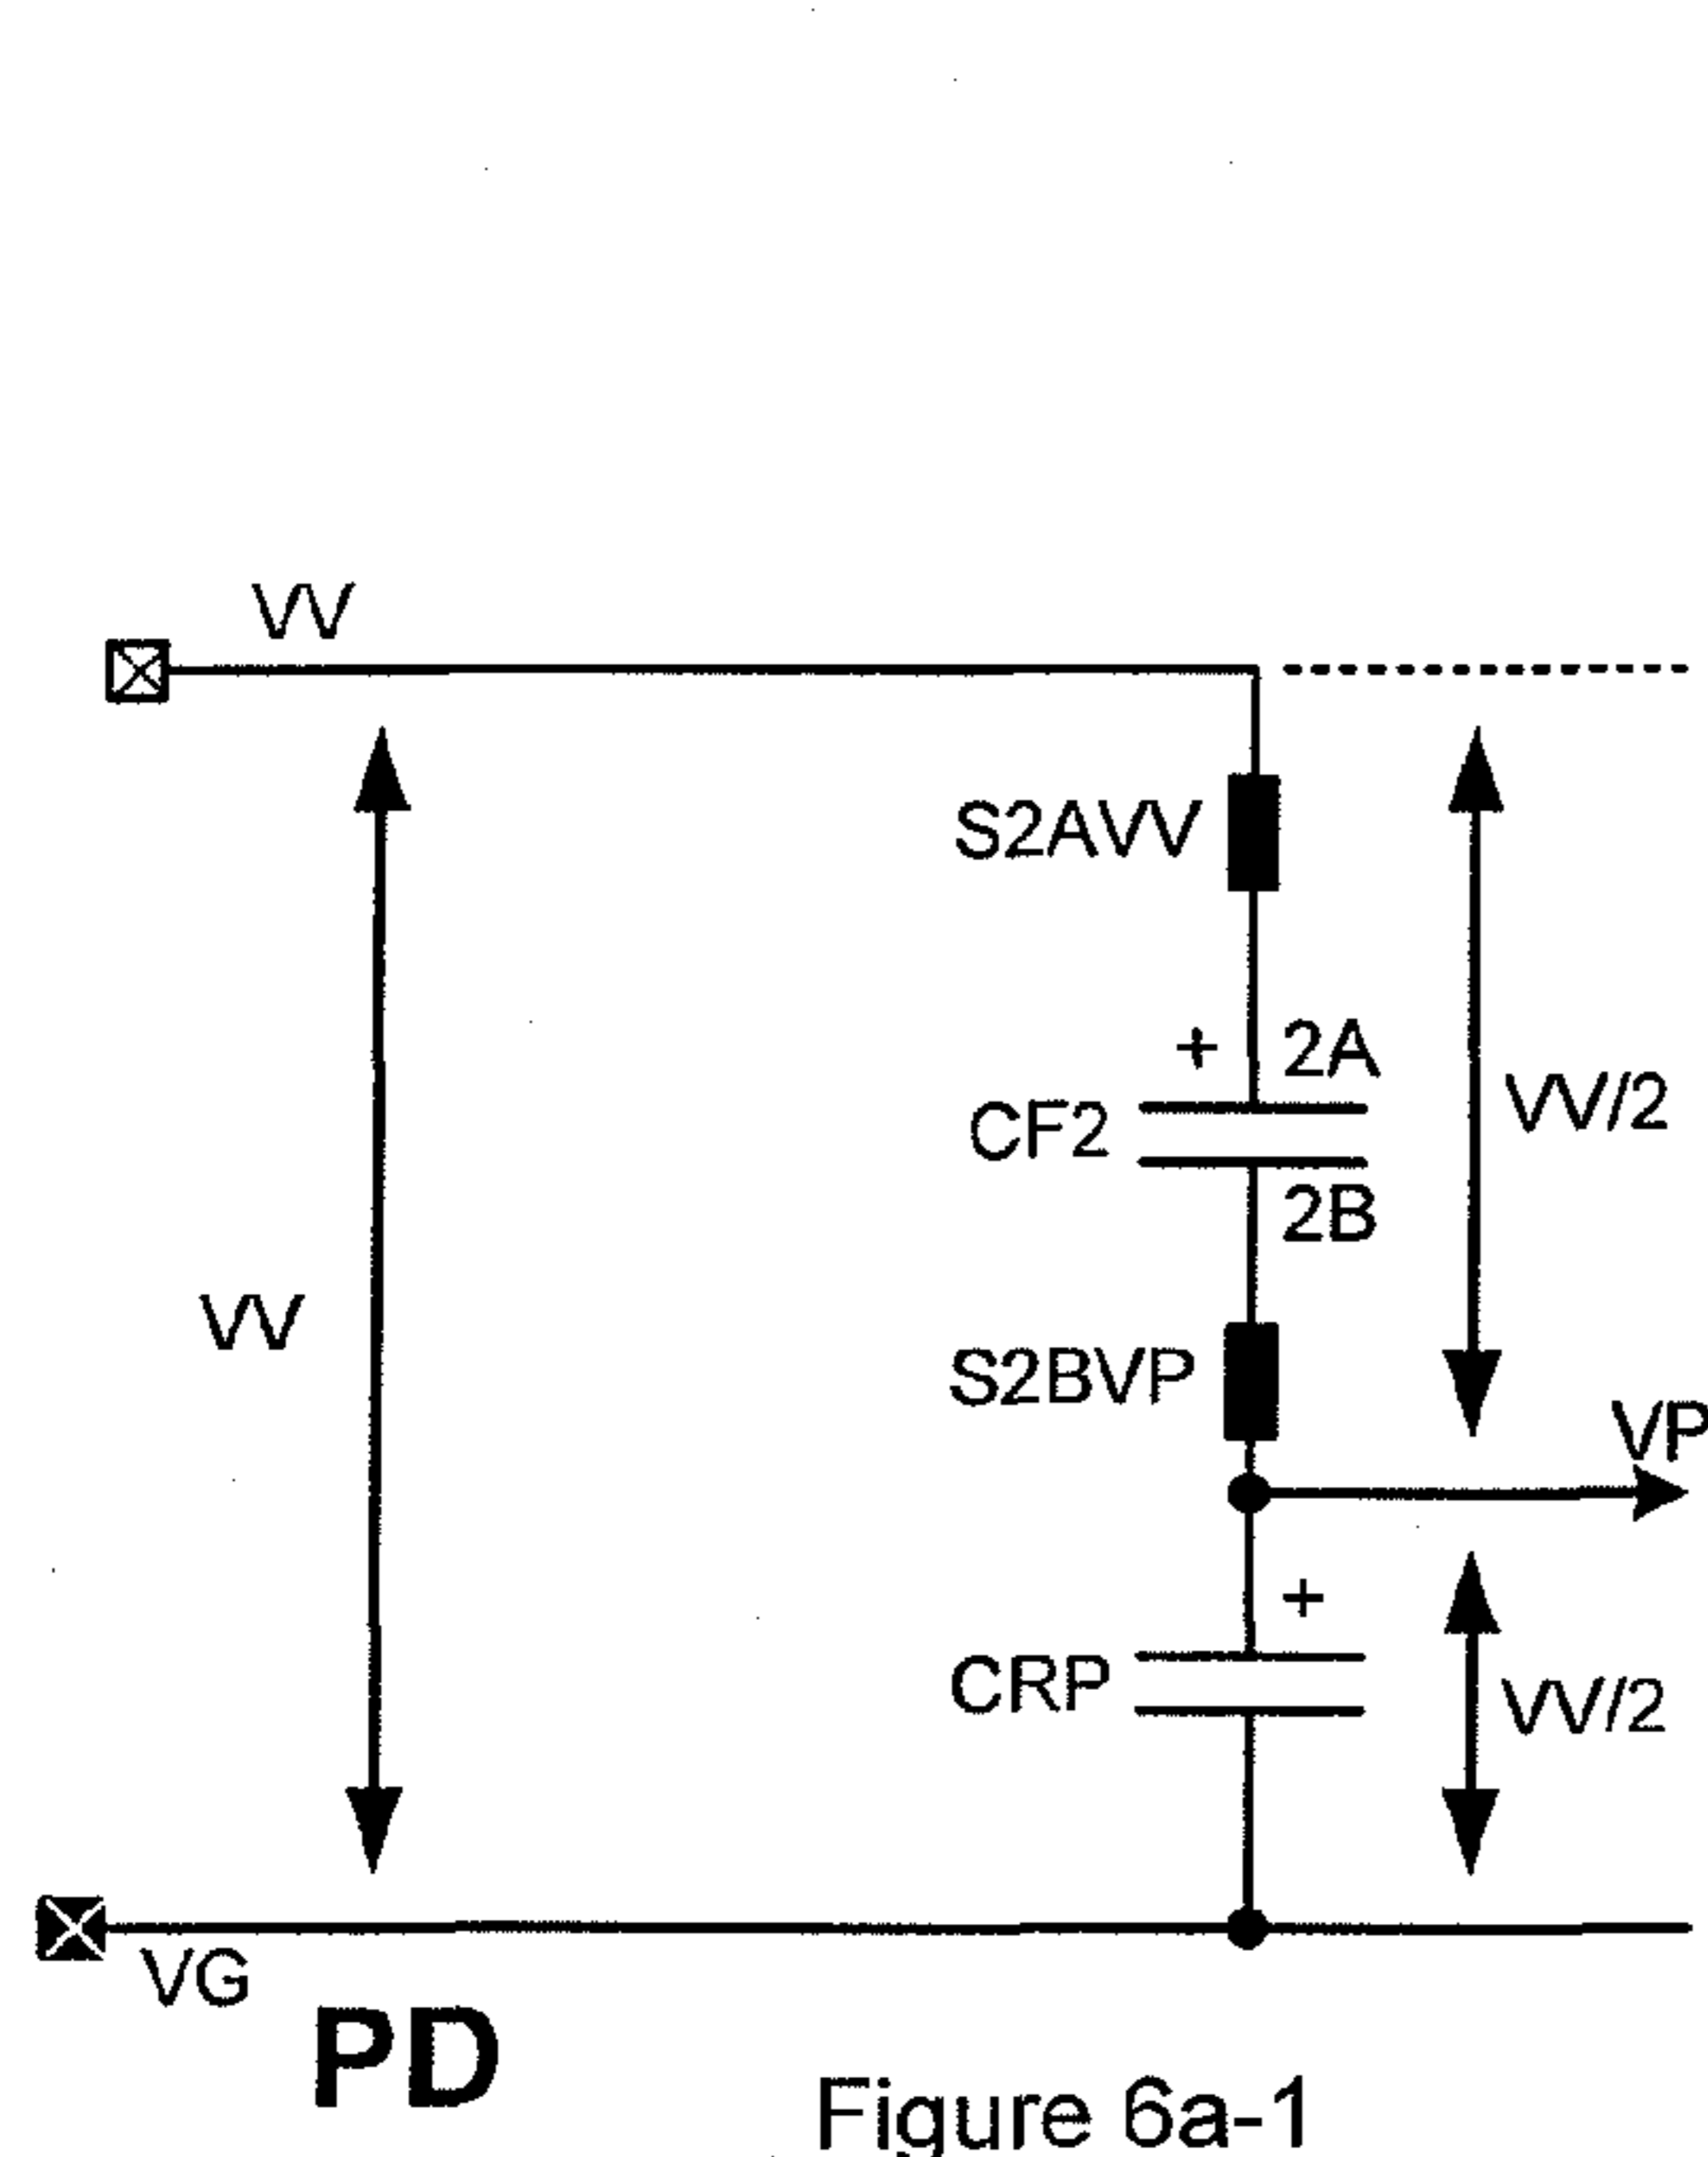 VV
S2AVV
+ 2A
CF2
VV/2
2B
VV
S2BVP
VP
+
CRP
VV/2
VG
PD
Figure 6a-1